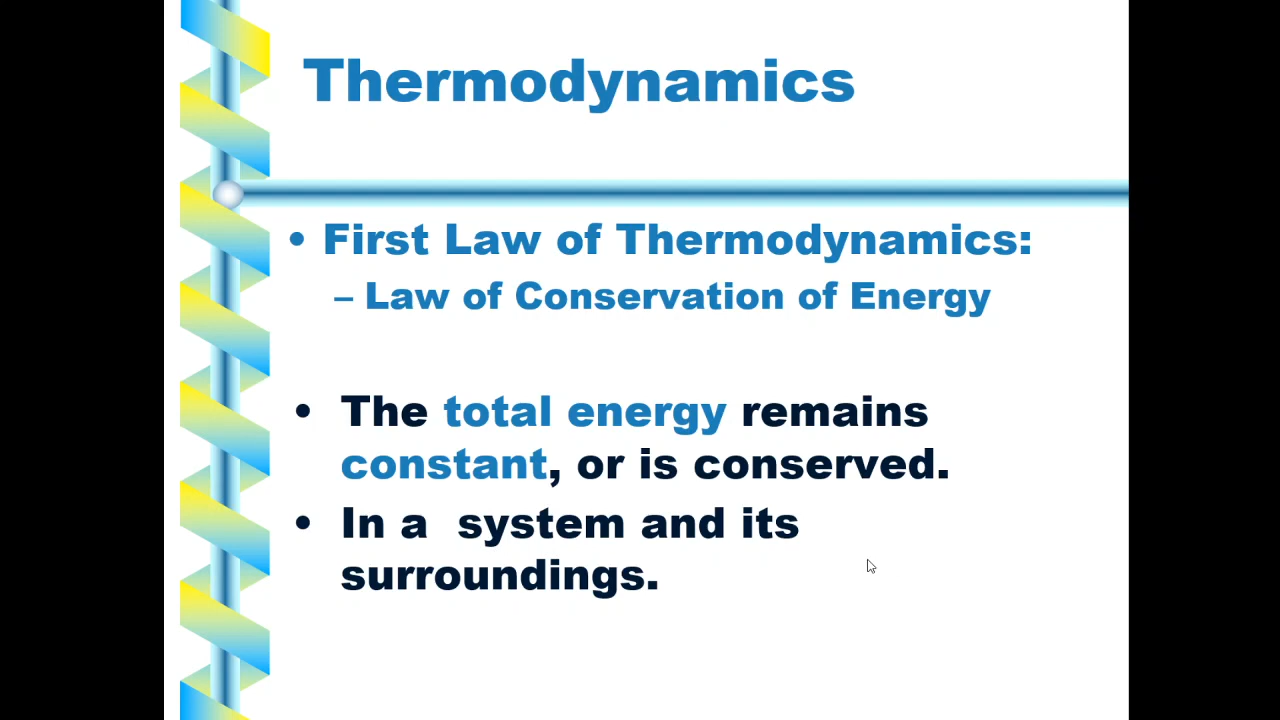 Thermodynamics
• First Law of Thermodynamics:
– Law of Conservation of Energy
• The total energy remains
constant, or is conserved.
• In a  system and its
surroundings.